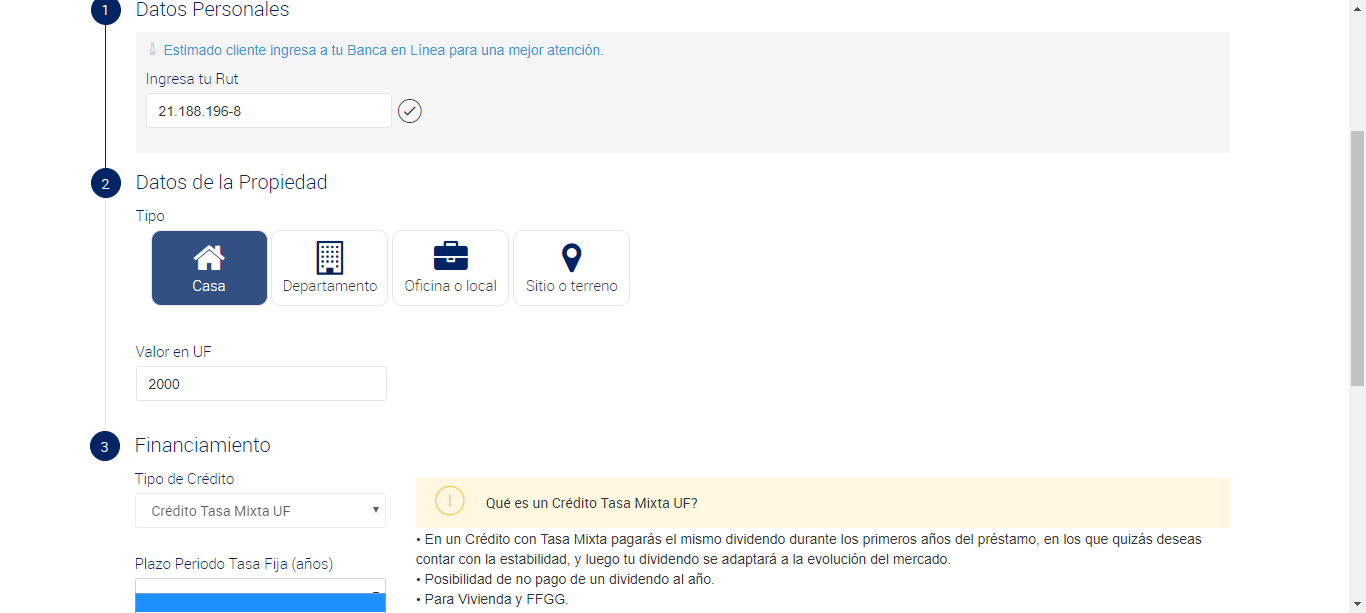 1
Datos Personales
Estimado cliente ingresa a tu Banca en Línea para una mejor atención.
Ingresa tu Rut
21.188.196-8
2
Datos de la Propiedad
Tipo
Casa
Departamento
Oficina o local
Sitio o terreno
Valor en UF
2000
3
Financiamiento
Tipo de Crédito
Crédito Tasa Mixta UF
Plazo Periodo Tasa Fija (años)
Qué es un Crédito Tasa Mixta UF?
• En un Crédito con Tasa Mixta pagarás el mismo dividendo durante los primeros años del préstamo, en los que quizás deseas
contar con la estabilidad, y luego tu dividendo se adaptará a la evolución del mercado.
• Posibilidad de no pago de un dividendo al año.
• Para Vivienda y FFGG.